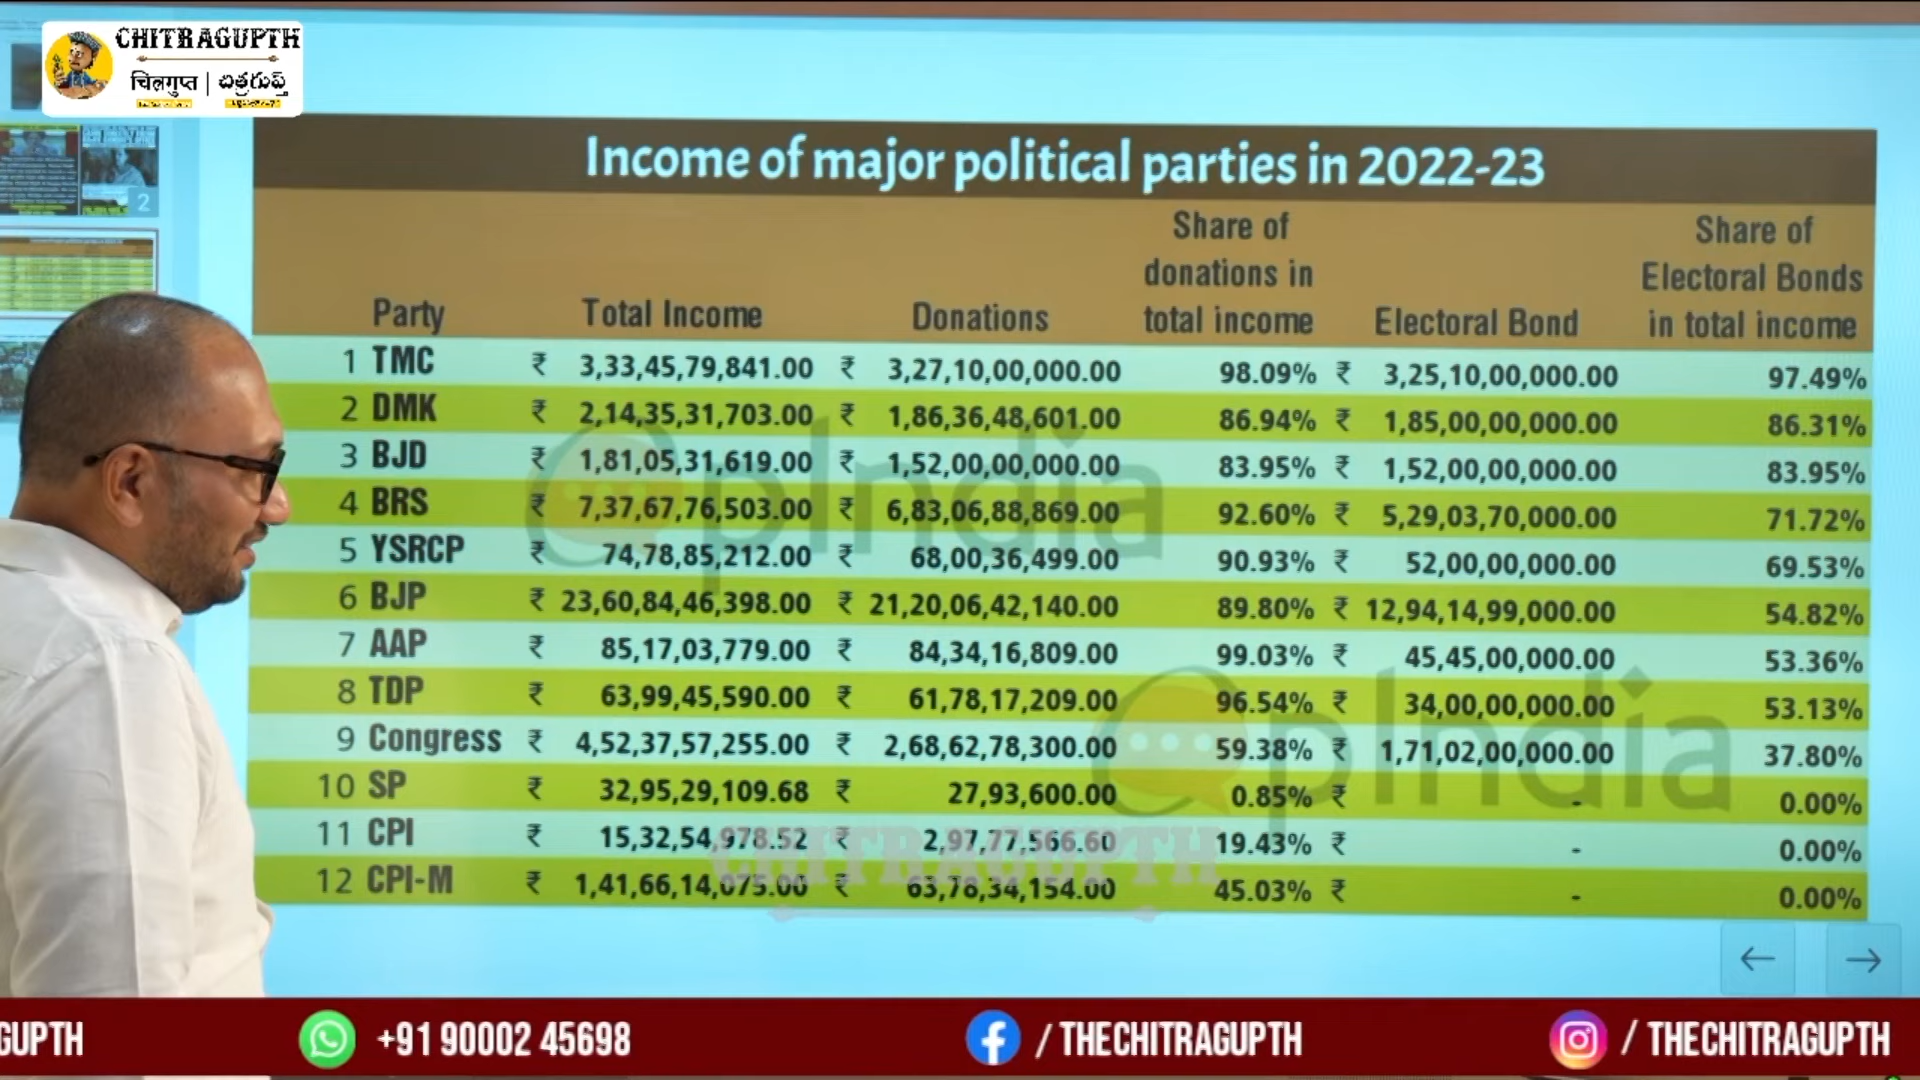 CHITRAGUPTH
चित्रगुप्त | చిత్రగుప్త్
2
Income of major political parties in 2022-23
Party Total Income Donations Share of donations in total income Electoral Bond Share of Electoral Bonds in total income
1 TMC ₹ 3,33,45,79,841.00 ₹ 3,27,10,00,000.00 98.09% ₹ 3,25,10,00,000.00 97.49%
2 DMK ₹ 2,14,35,31,703.00 ₹ 1,86,36,48,601.00 86.94% ₹ 1,85,00,00,000.00 86.31%
3 BJD ₹ 1,81,05,31,619.00 ₹ 1,52,00,00,000.00 83.95% ₹ 1,52,00,00,000.00 83.95%
4 BRS ₹ 7,37,67,76,503.00 ₹ 6,83,06,88,869.00 92.60% ₹ 5,29,03,70,000.00 71.72%
5 YSRCP ₹ 74,78,85,212.00 ₹ 68,00,36,499.00 90.93% ₹ 52,00,00,000.00 69.53%
6 BJP ₹ 23,60,84,46,398.00 ₹ 21,20,06,42,140.00 89.80% ₹ 12,94,14,99,000.00 54.82%
7 AAP ₹ 85,17,03,779.00 ₹ 84,34,16,809.00 99.03% ₹ 45,45,00,000.00 53.36%
8 TDP ₹ 63,99,45,590.00 ₹ 61,78,17,209.00 96.54% ₹ 34,00,00,000.00 53.13%
9 Congress ₹ 4,52,37,57,255.00 ₹ 2,68,62,78,300.00 59.38% ₹ 1,71,02,00,000.00 37.80%
10 SP ₹ 32,95,29,109.68 ₹ 27,93,600.00 0.85% ₹ - 0.00%
11 CPI ₹ 15,32,54,978.52 ₹ 2,97,77,566.60 19.43% ₹ - 0.00%
12 CPI-M ₹ 1,41,66,14,075.00 ₹ 63,78,34,154.00 45.03% ₹ - 0.00%
OpIndia
OpIndia
CHITRAGUPTH
GUPTH +91 90002 45698 / THECHITRAGUPTH / THECHITRAGUPTH